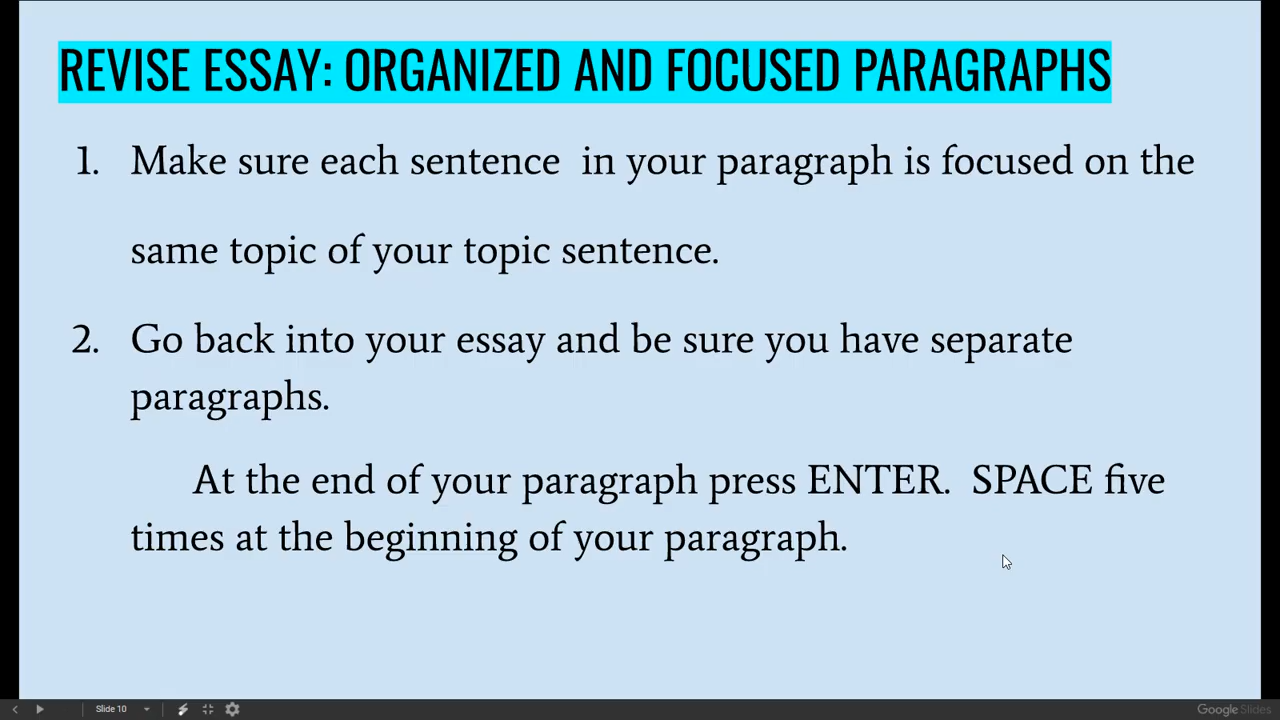 REVISE ESSAY: ORGANIZED AND FOCUSED PARAGRAPHS
1. Make sure each sentence  in your paragraph is focused on the
same topic of your topic sentence.
2. Go back into your essay and be sure you have separate
paragraphs.
At the end of your paragraph press ENTER.  SPACE five
times at the beginning of your paragraph.
Slide 10
Google Slides